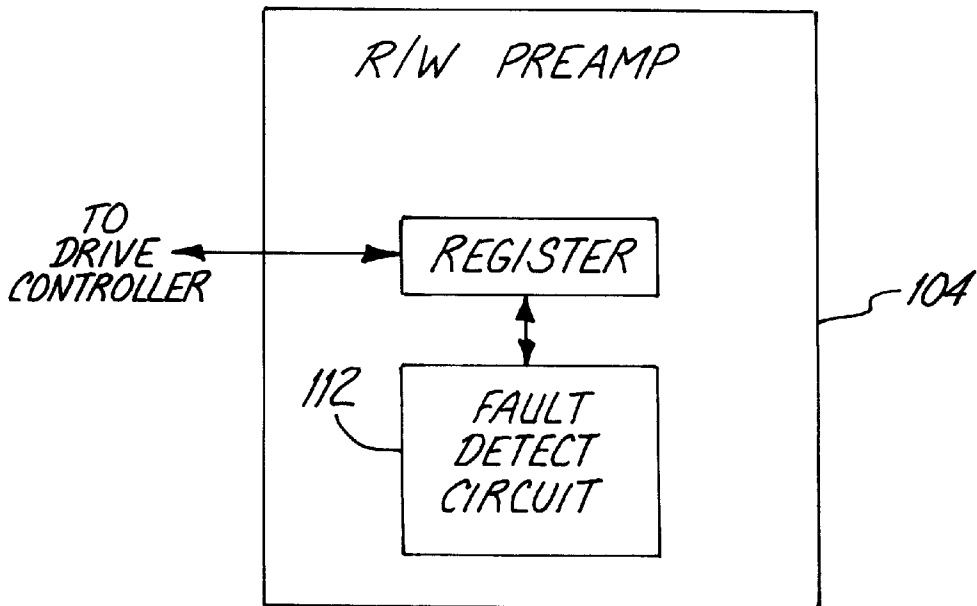 R/W PREAMP
TO
DRIVE
CONTROLLER
REGISTER
104
112
FAULT
DETECT
CIRCUIT